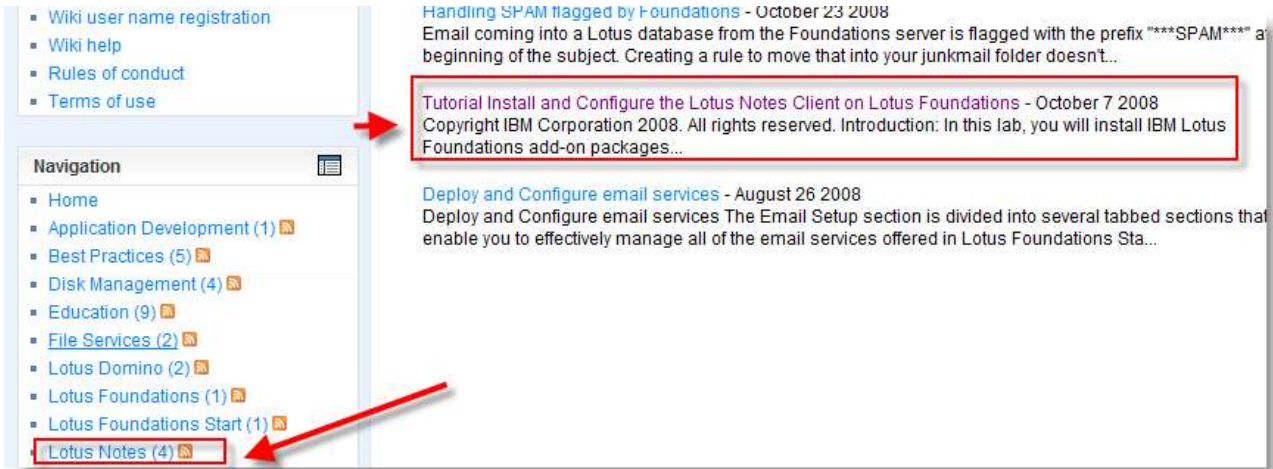 Wiki user name registration
Wiki help
Rules of conduct
Terms of use
Navigation
Home
Application Development (1)
Best Practices (5)
Disk Management (4)
Education (9)
File Services (2)
Lotus Domino (2)
Lotus Foundations (1)
Lotus Foundations Start (1)
Lotus Notes (4)
Handling SPAM flagged by Foundations - October 23 2008
Email coming into a Lotus database from the Foundations server is flagged with the prefix "***SPAM***" at
beginning of the subject. Creating a rule to move that into your junkmail folder doesn't...
Tutorial Install and Configure the Lotus Notes Client on Lotus Foundations - October 7 2008
Copyright IBM Corporation 2008. All rights reserved. Introduction: In this lab, you will install IBM Lotus
Foundations add-on packages...
Deploy and Configure email services - August 26 2008
Deploy and Configure email services The Email Setup section is divided into several tabbed sections that
enable you to effectively manage all of the email services offered in Lotus Foundations Sta...